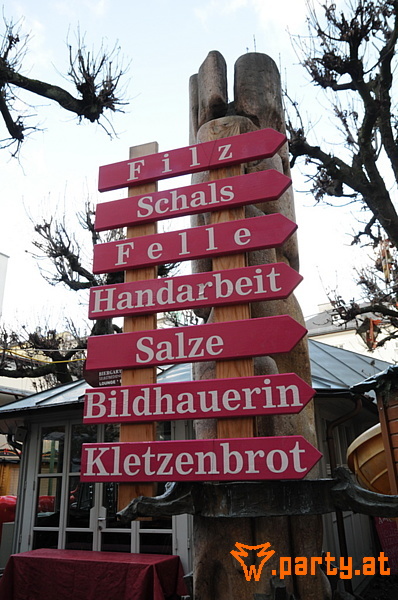 Filz
Schals
Felle
Handarbeit
Salze
Bildhauerin
Kletzenbrot
w.party.at